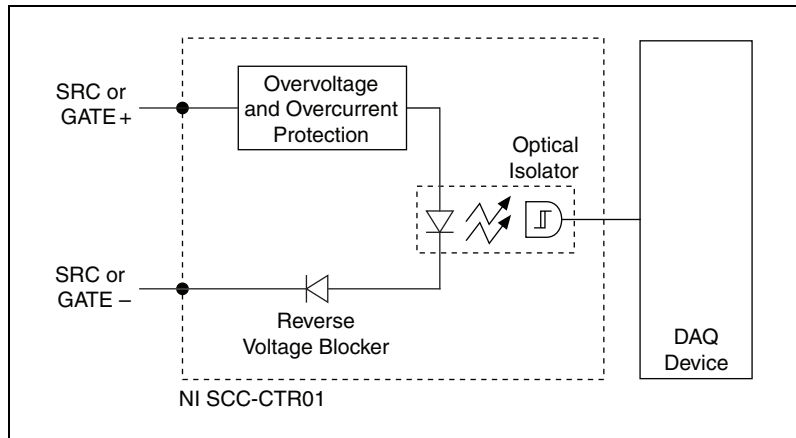 SRC or
GATE +
Overvoltage
and Overcurrent
Protection
Optical
Isolator
SRC or
GATE –
Reverse
Voltage Blocker
DAQ
Device
NI SCC-CTR01